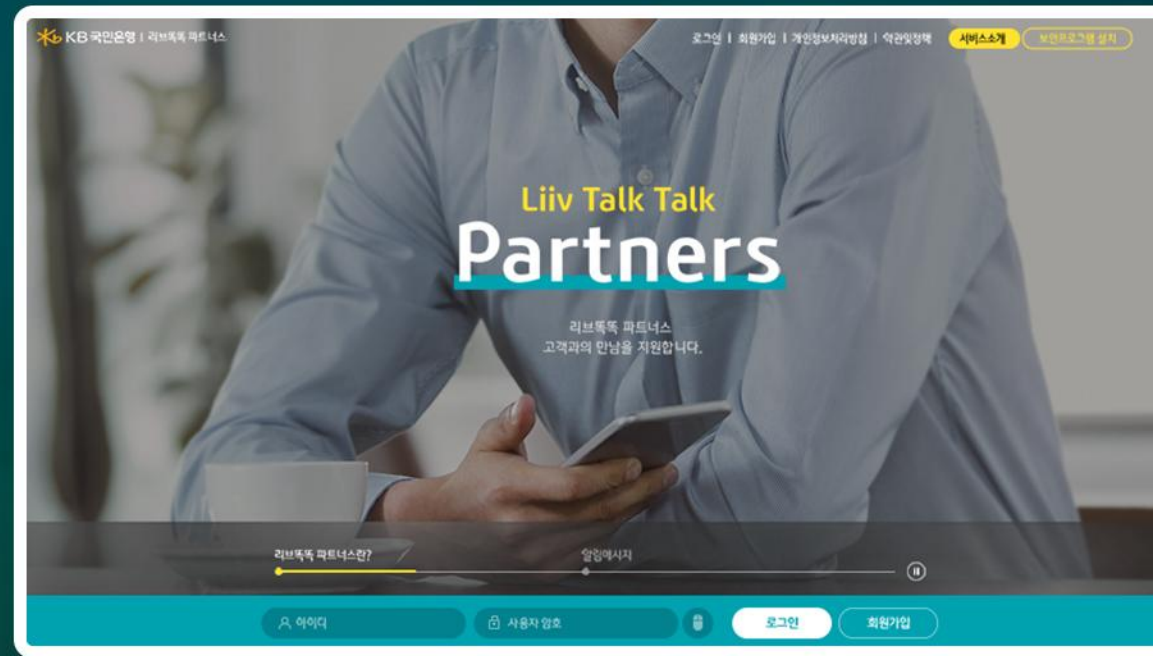 KB국민은행 | 리브똑똑 파트너스
로그인 | 회원가입 | 개인정보처리방침 | 약관및정책
서비스소개
보안프로그램 설치
Liiv Talk Talk
Partners
리브똑똑 파트너스
고객과의 만남을 지원합니다.
리브똑똑 파트너스란?
알림메시지
아이디
사용자 암호
로그인
회원가입